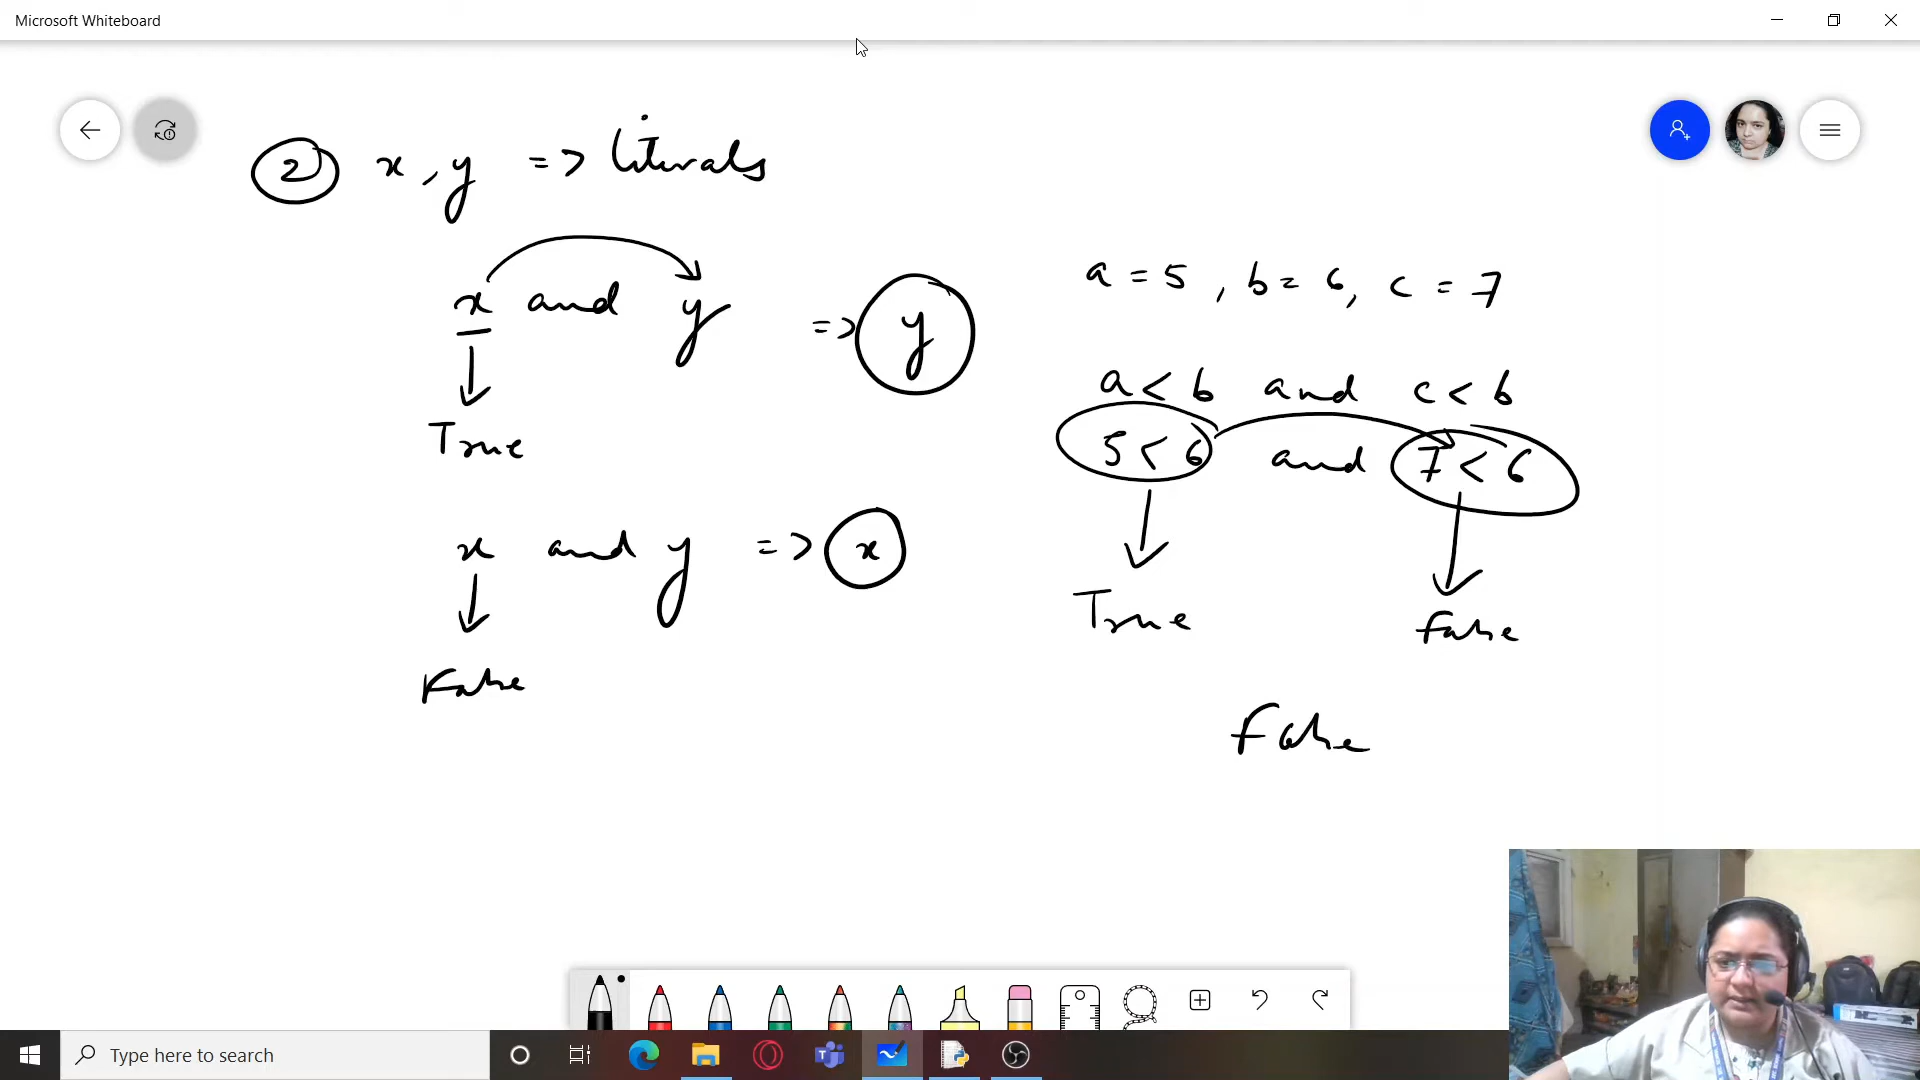 Microsoft Whiteboard
2 x, y => literals
x and y => y
True
x and y => x
False
a = 5, b = 6, c = 7
a < b and c < b
5 < 6 and 7 < 6
True False
False
Type here to search